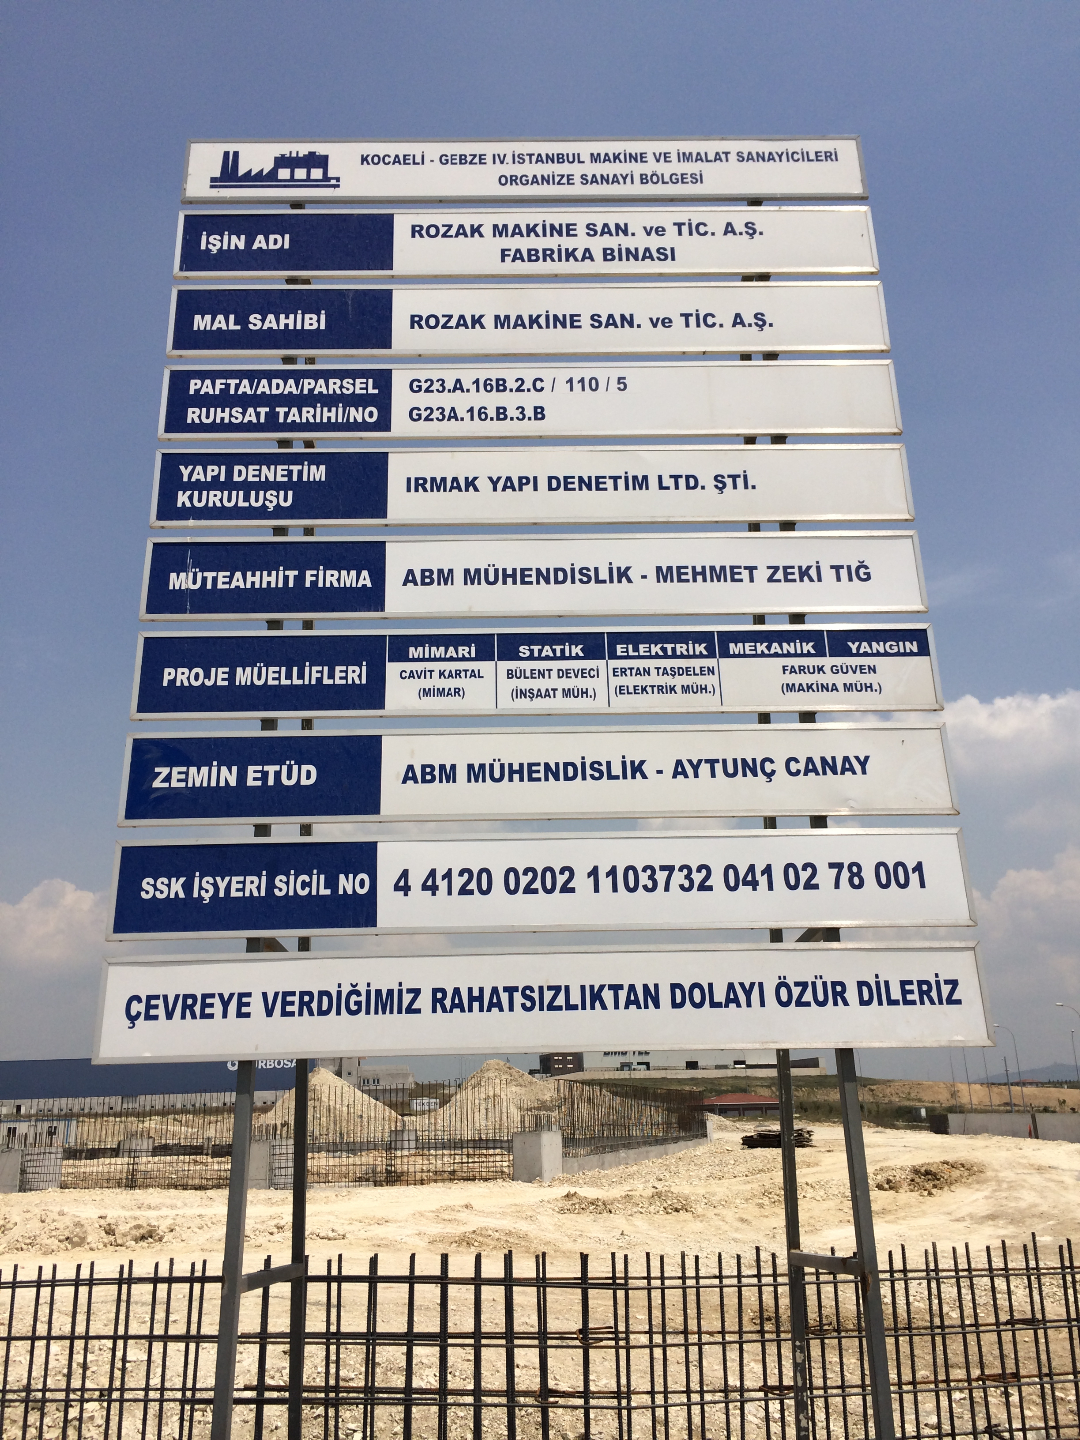 KOCAELİ - GEBZE IV. İSTANBUL MAKİNE VE İMALAT SANAYİCİLERİ
ORGANİZE SANAYİ BÖLGESİ
İŞİN ADI
ROZAK MAKİNE SAN. ve TİC. A.Ş.
FABRİKA BİNASI
MAL SAHİBİ
ROZAK MAKİNE SAN. ve TİC. A.Ş.
PAFTA/ADA/PARSEL
G23.A.16B.2.C / 110 / 5
RUHSAT TARİHİ/NO
G23A.16.B.3.B
YAPI DENETİM
KURULUŞU
IRMAK YAPI DENETİM LTD. ŞTİ.
MÜTEAHHİT FİRMA
ABM MÜHENDİSLİK - MEHMET ZEKİ TIĞ
PROJE MÜELLİFLERİ
MİMARİ
CAVİT KARTAL
(MİMAR)
STATİK
BÜLENT DEVECİ
(İNŞAAT MÜH.)
ELEKTRİK
ERTAN TAŞDELEN
(ELEKTRİK MÜH.)
MEKANİK
YANGIN
FARUK GÜVEN
(MAKİNA MÜH.)
ZEMİN ETÜD
ABM MÜHENDİSLİK - AYTUNÇ CANAY
SSK İŞYERİ SİCİL NO
4 4120 0202 1103732 041 02 78 001
ÇEVREYE VERDİĞİMİZ RAHATSIZLIKTAN DOLAYI ÖZÜR DİLERİZ